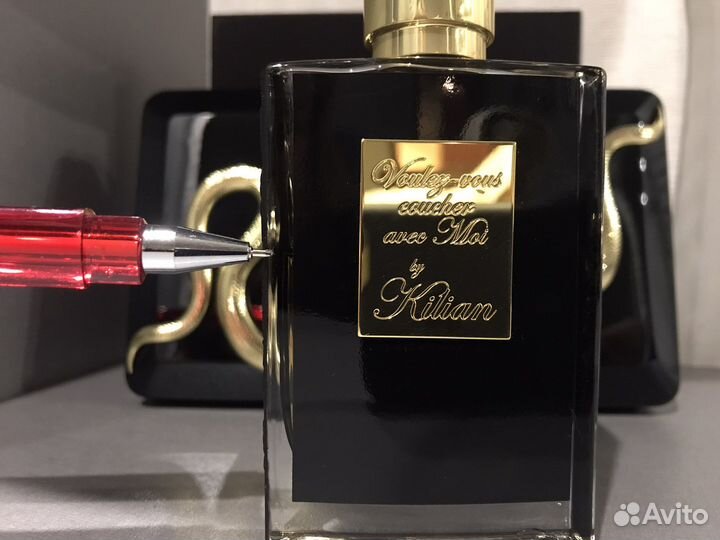 Voulez-vous
coucher
avec Moi
by
Kilian
Avito